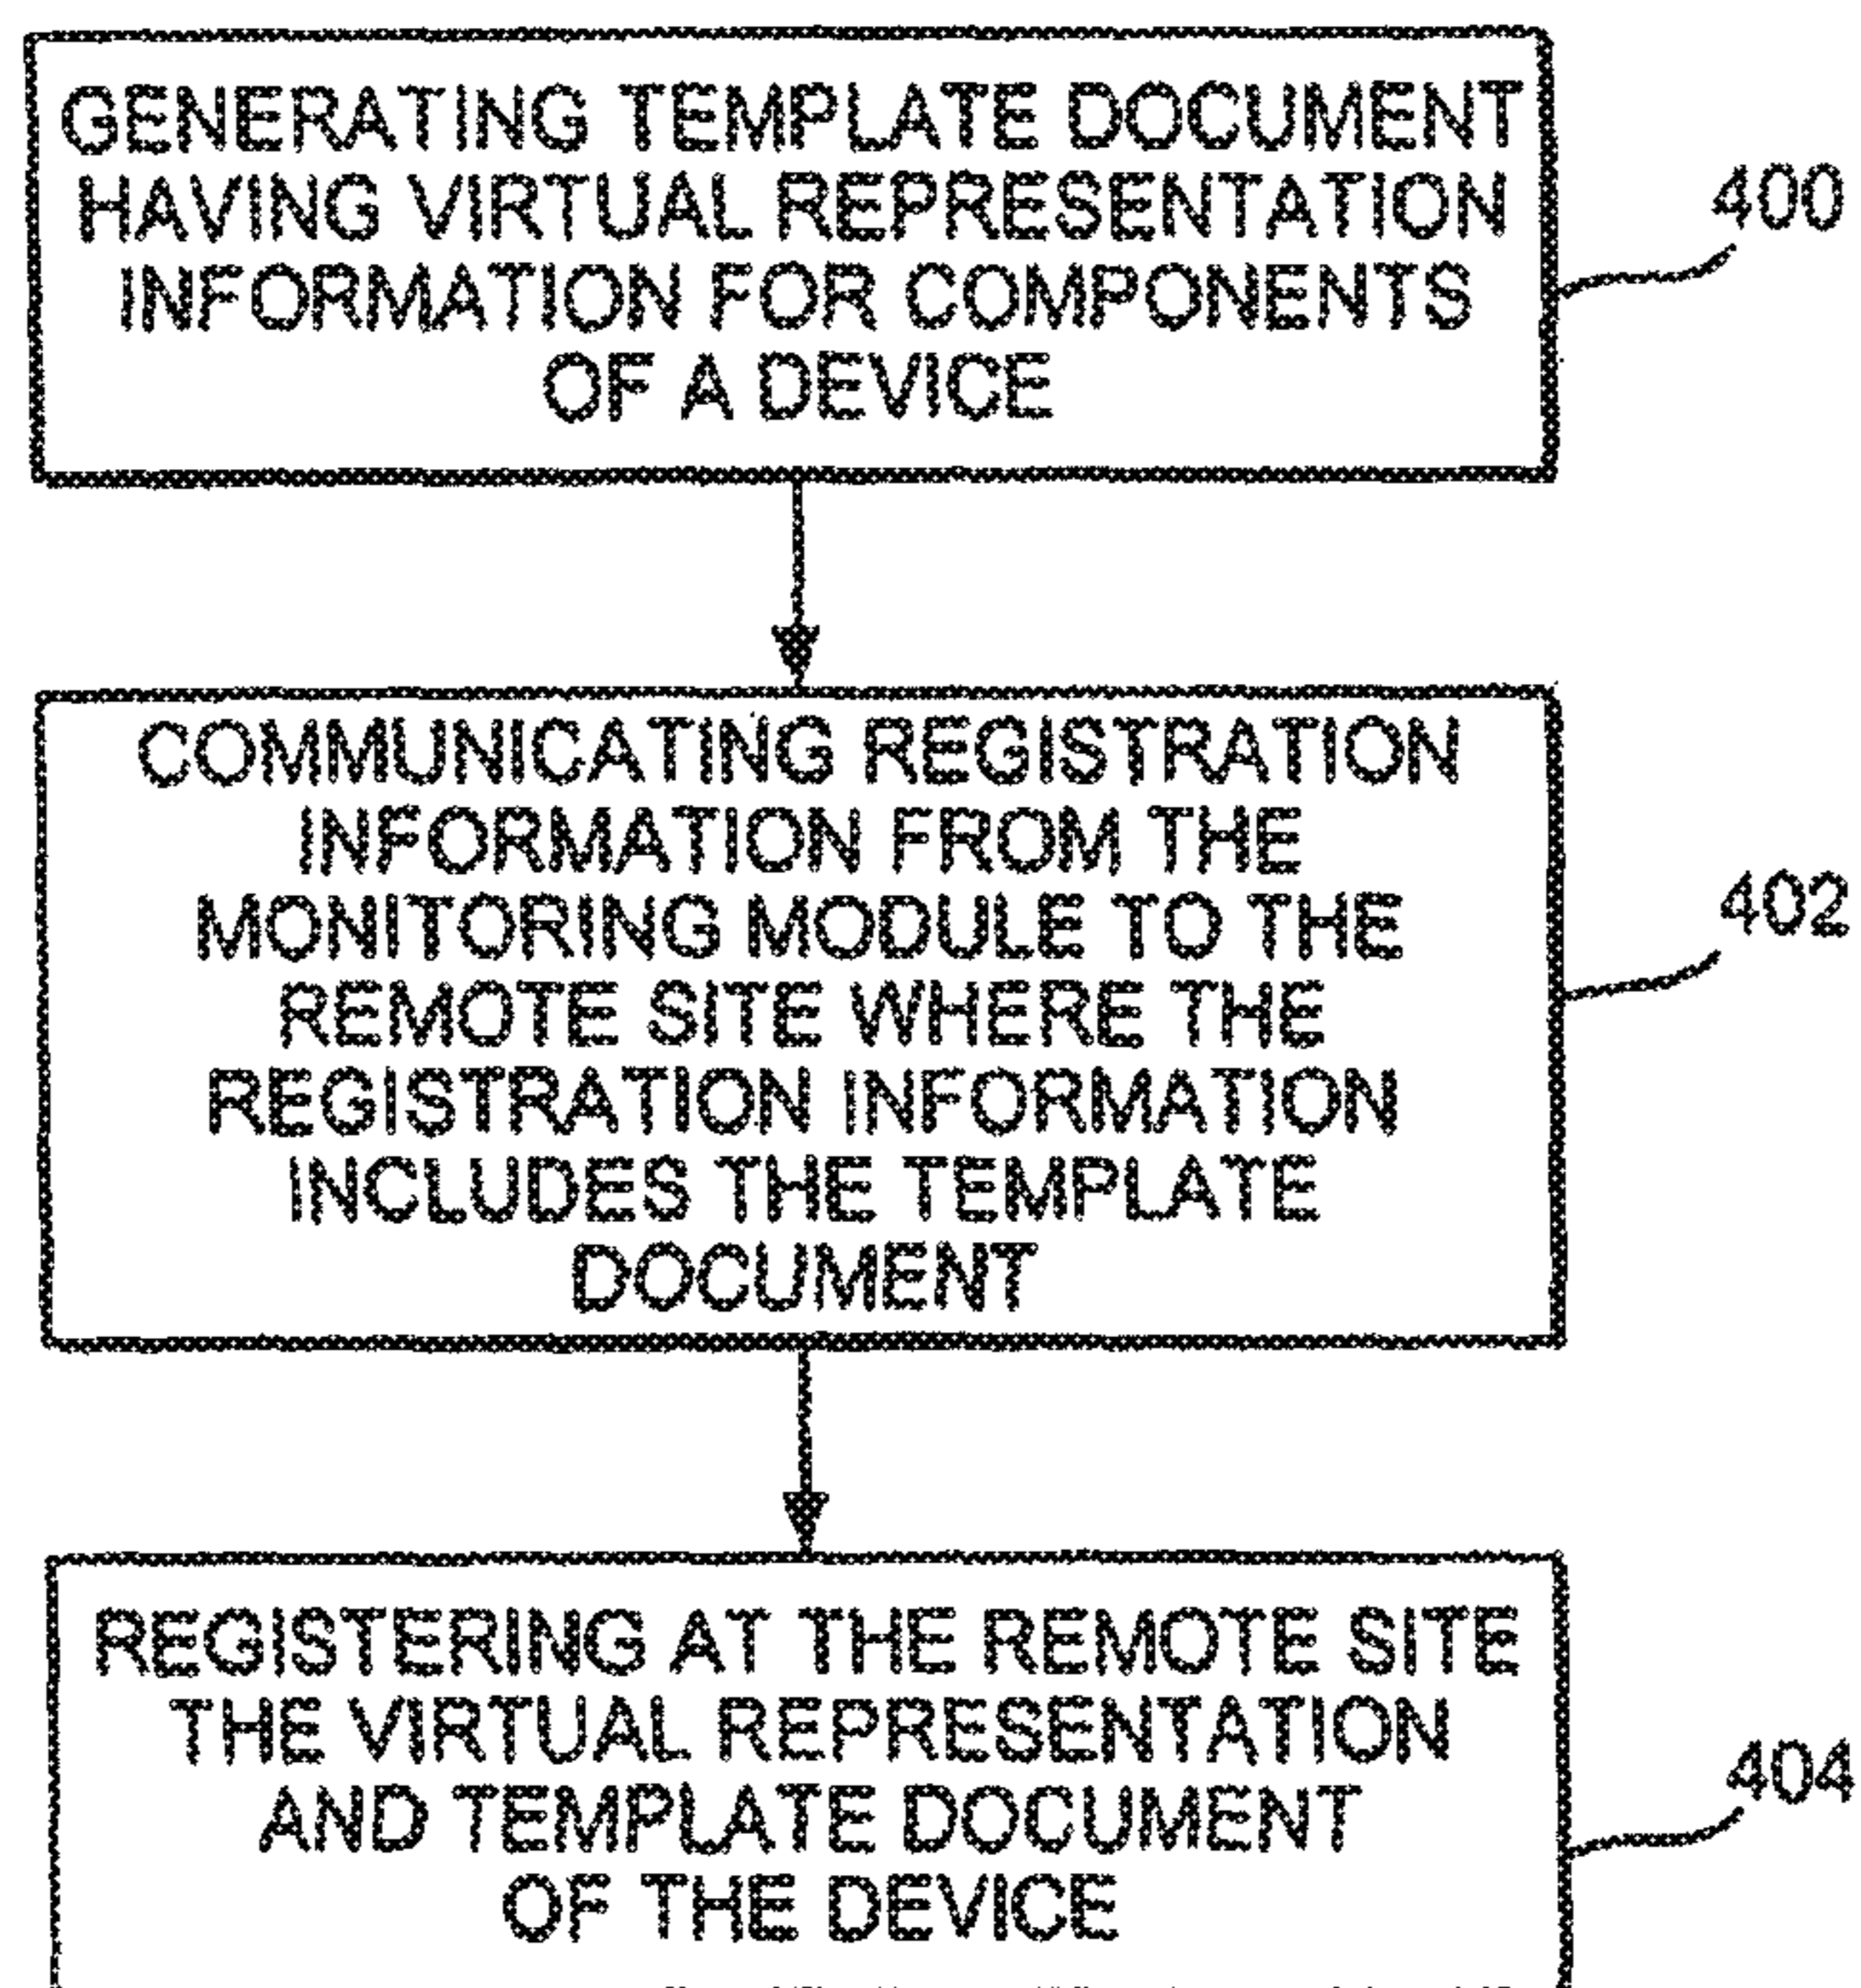 GENERATING TEMPLATE DOCUMENT
HAVING VIRTUAL REPRESENTATION
INFORMATION FOR COMPONENTS
OF A DEVICE
400
COMMUNICATING REGISTRATION
INFORMATION FROM THE
MONITORING MODULE TO THE
REMOTE SITE WHERE THE
REGISTRATION INFORMATION
INCLUDES THE TEMPLATE
DOCUMENT
402
REGISTERING AT THE REMOTE SITE
THE VIRTUAL REPRESENTATION
AND TEMPLATE DOCUMENT
OF THE DEVICE
404